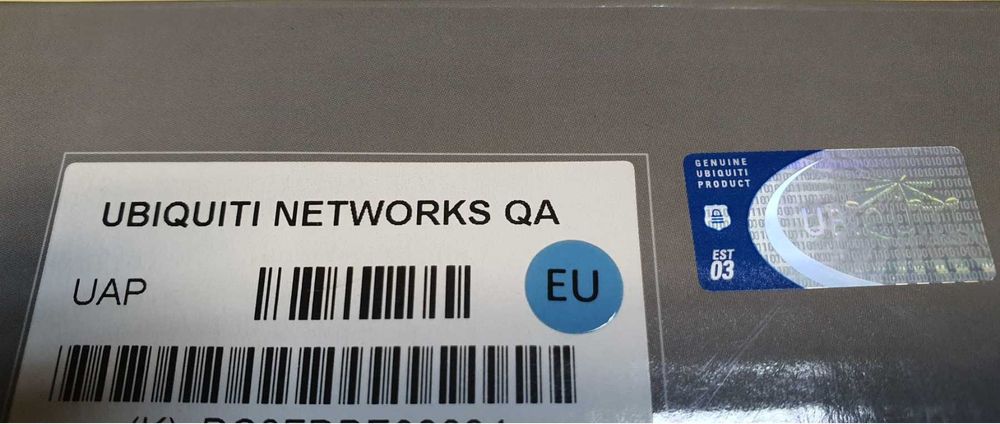 UBIQUITI NETWORKS QA
UAP
EU
GENUINE
UBIQUITI
PRODUCT
EST
03